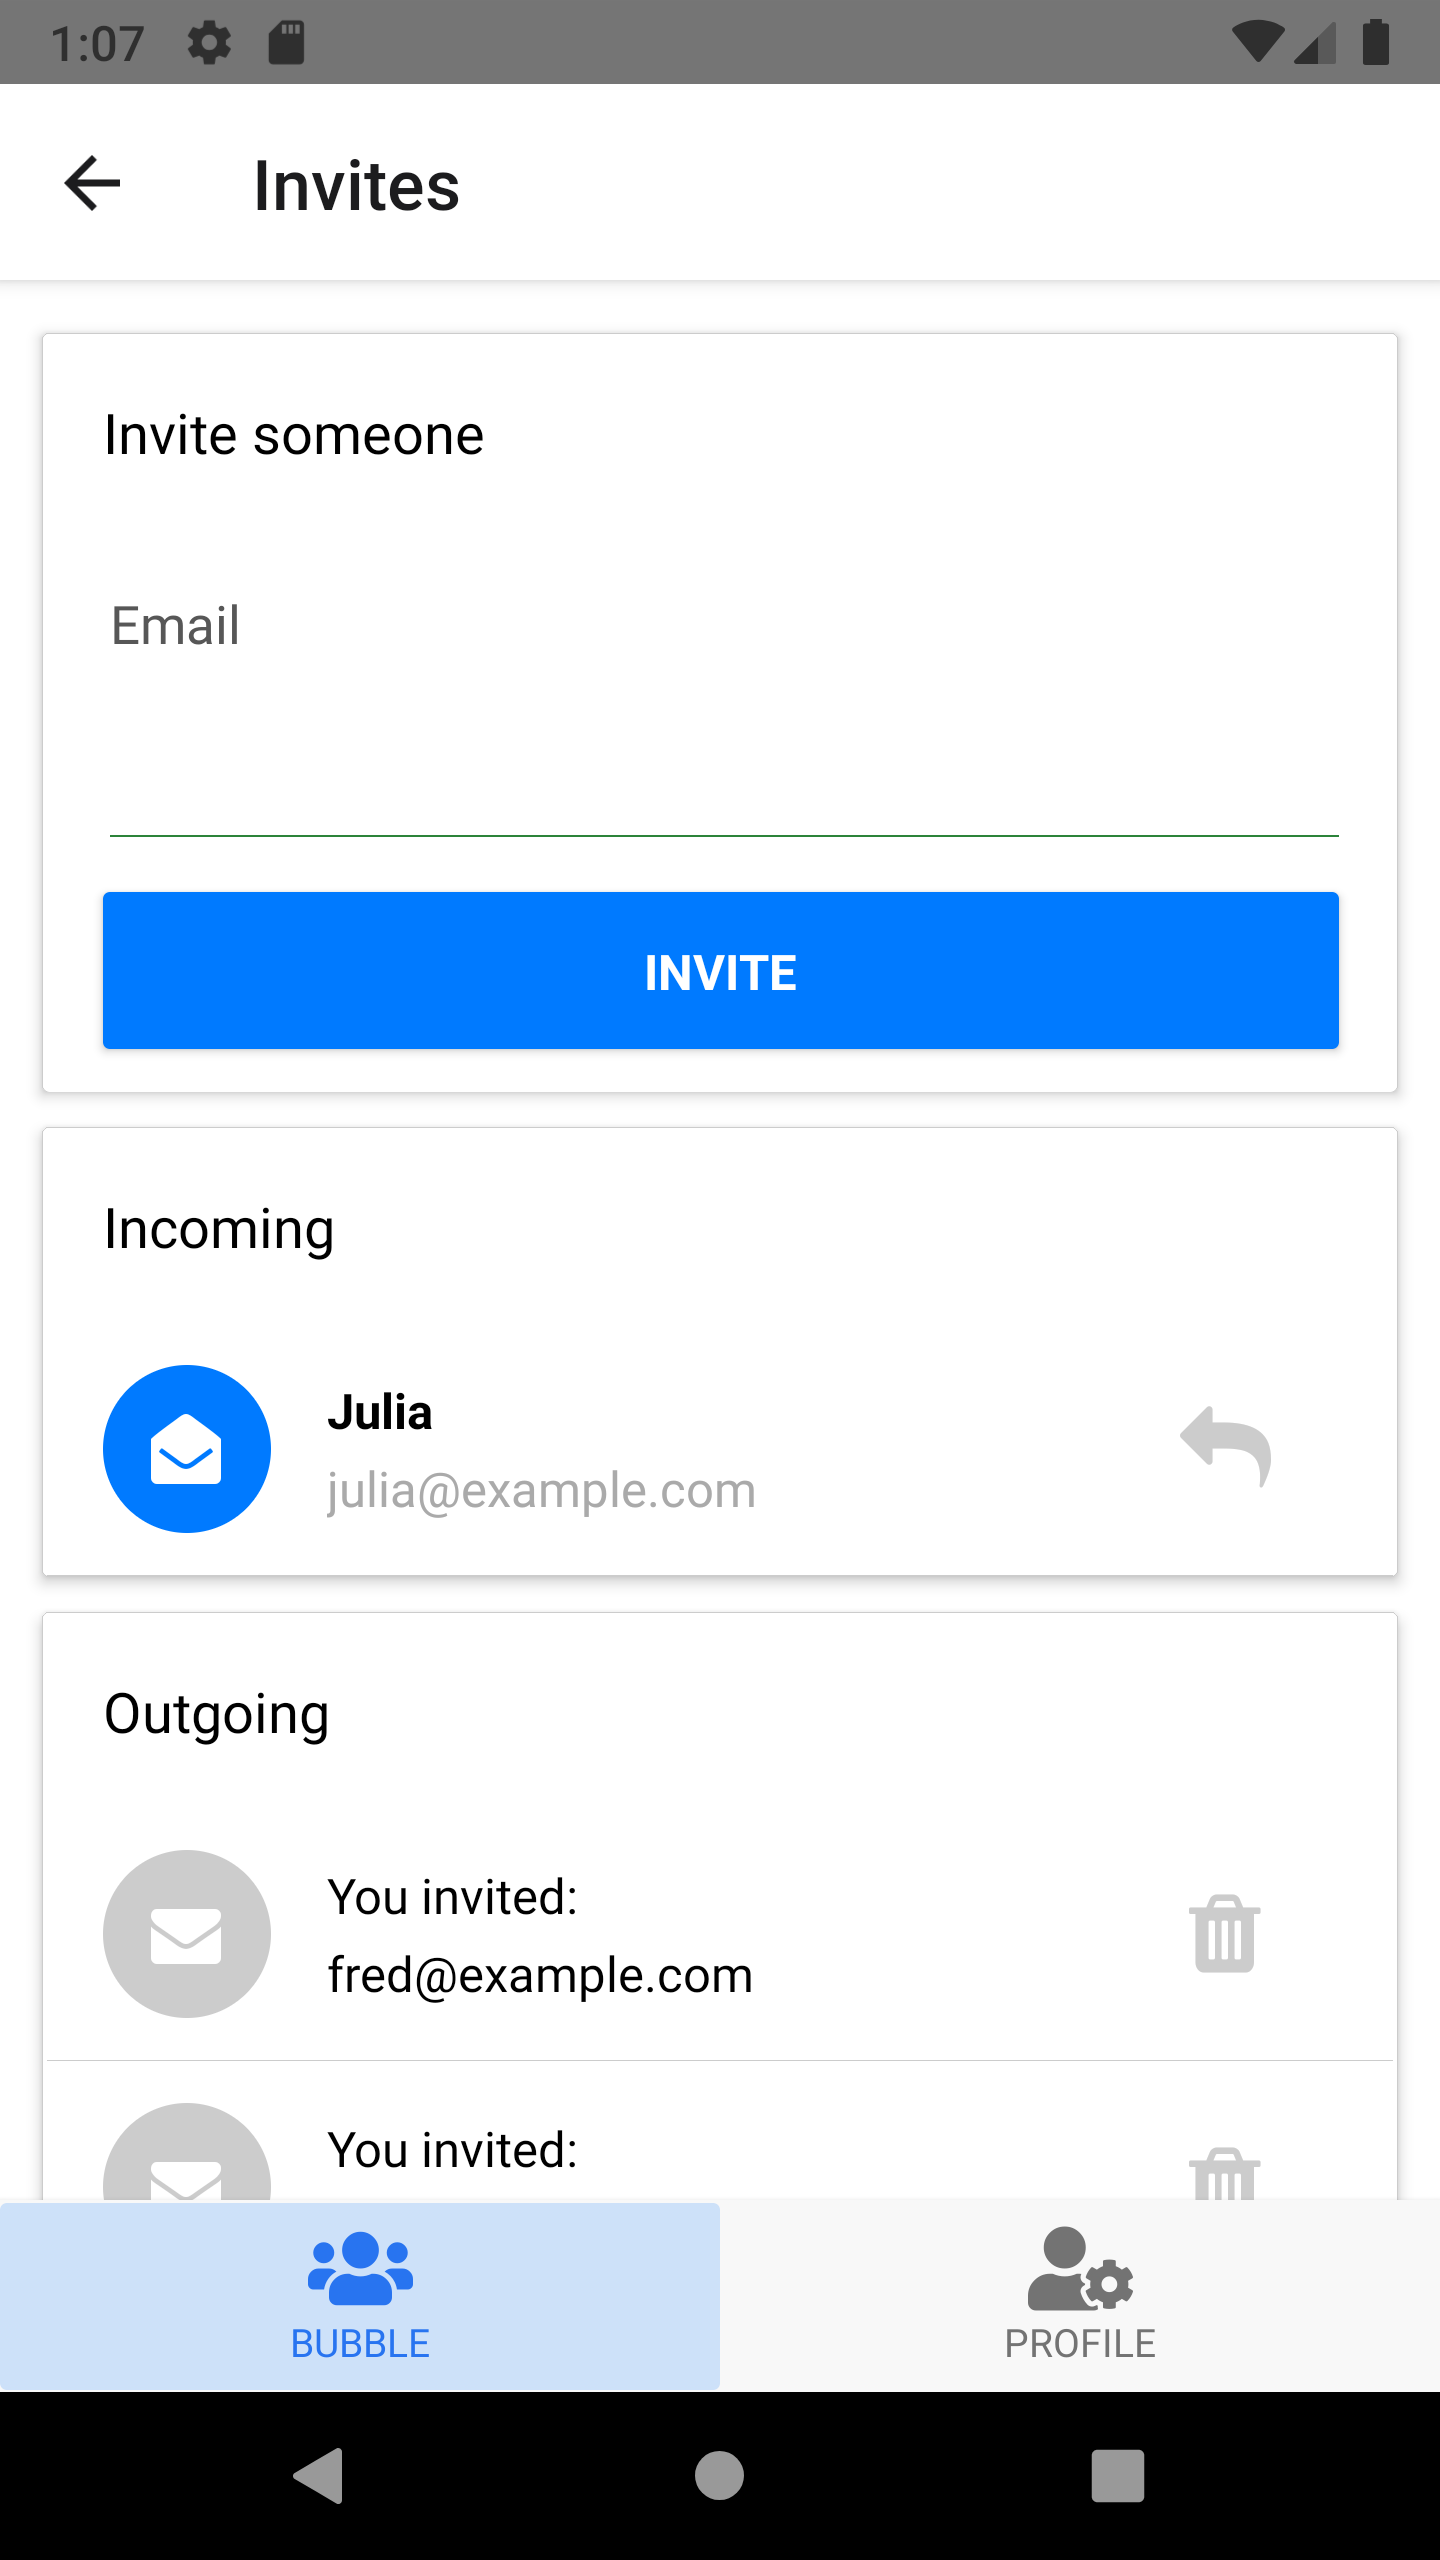 1:07
Invites
Invite someone
Email
INVITE
Incoming
Julia
julia@example.com
Outgoing
You invited:
fred@example.com
You invited:
BUBBLE
PROFILE